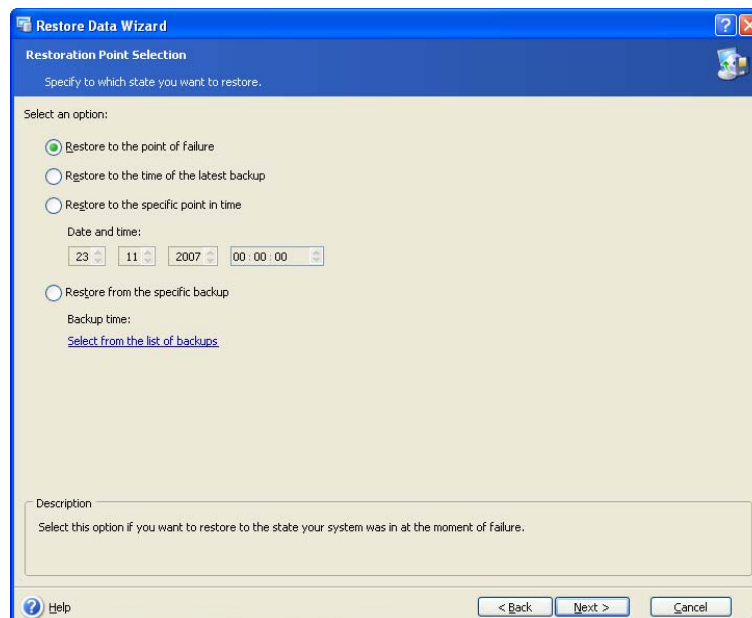 Restore Data Wizard
Restoration Point Selection
Specify to which state you want to restore.
Select an option:
Restore to the point of failure
Restore to the time of the latest backup
Restore to the specific point in time
Date and time:
23 11 2007 00:00:00
Restore from the specific backup
Backup time:
Select from the list of backups
Description
Select this option if you want to restore to the state your system was in at the moment of failure.
Help < Back Next > Cancel